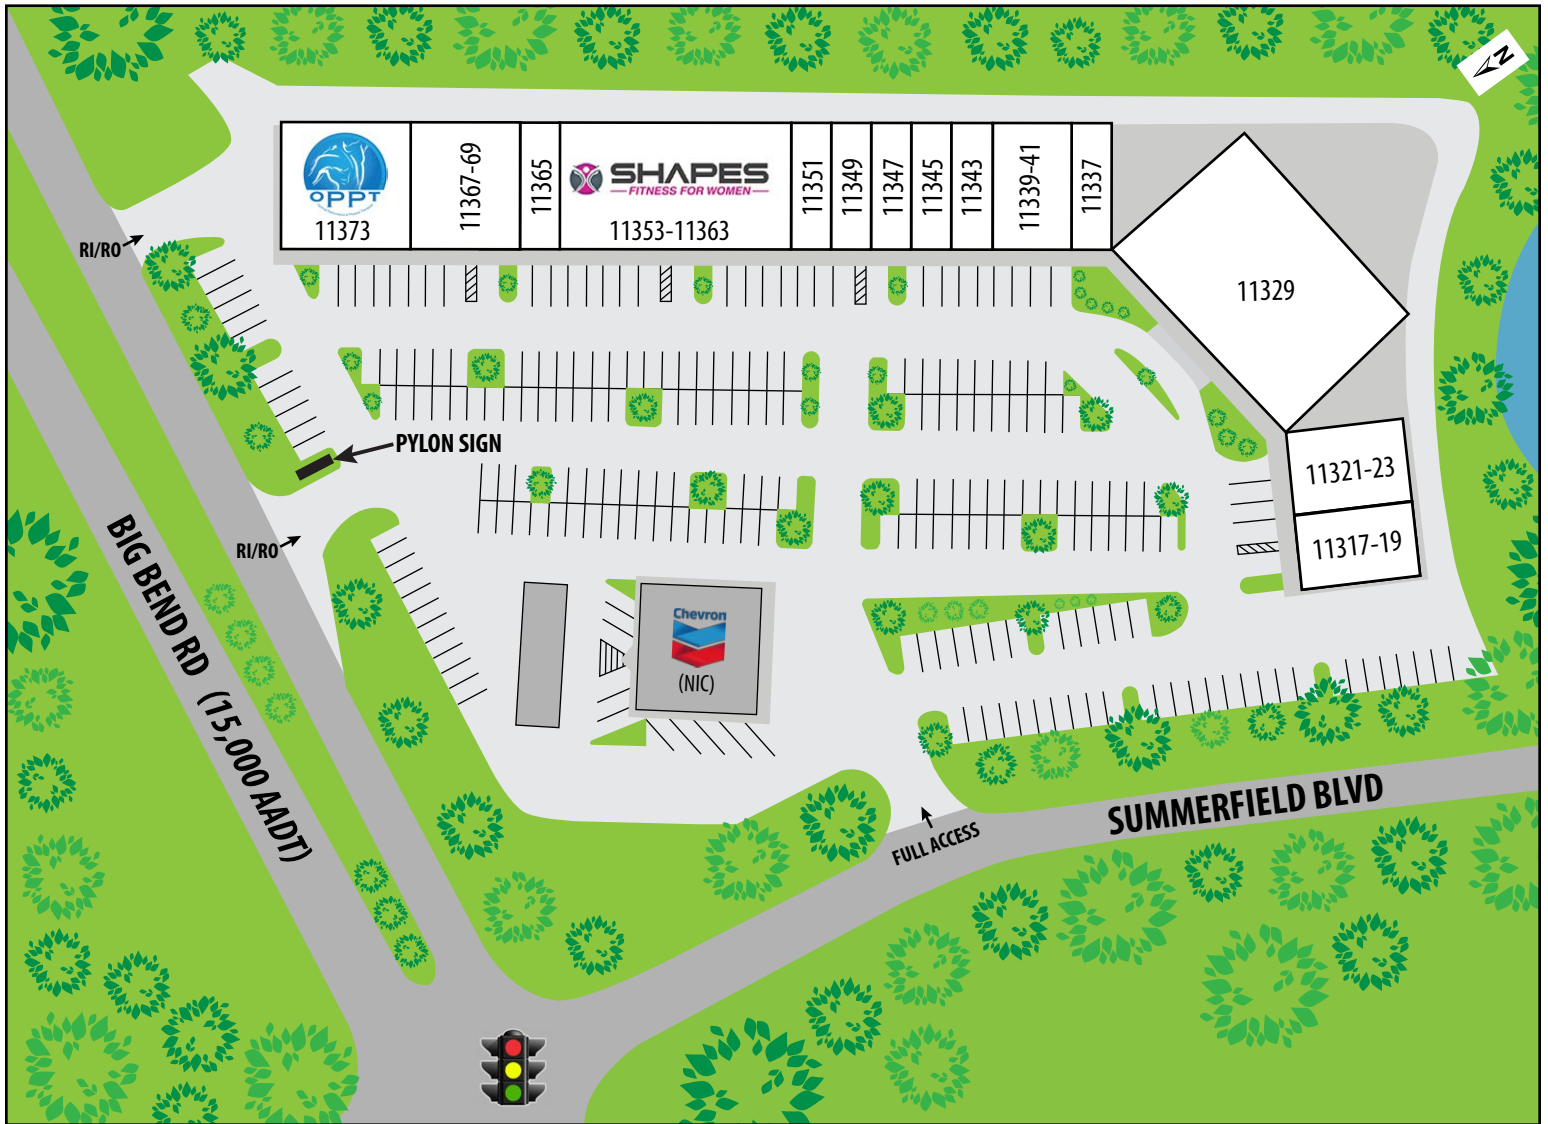 N
OPPT
11373
11367-69
11365
SHAPES
FITNESS FOR WOMEN
11353-11363
11351
11349
11347
11345
11343
11339-41
11337
11329
11321-23
11317-19
RI/RO
PYLON SIGN
RI/RO
BIG BEND RD (15,000 AADT)
Chevron
(NIC)
FULL ACCESS
SUMMERFIELD BLVD